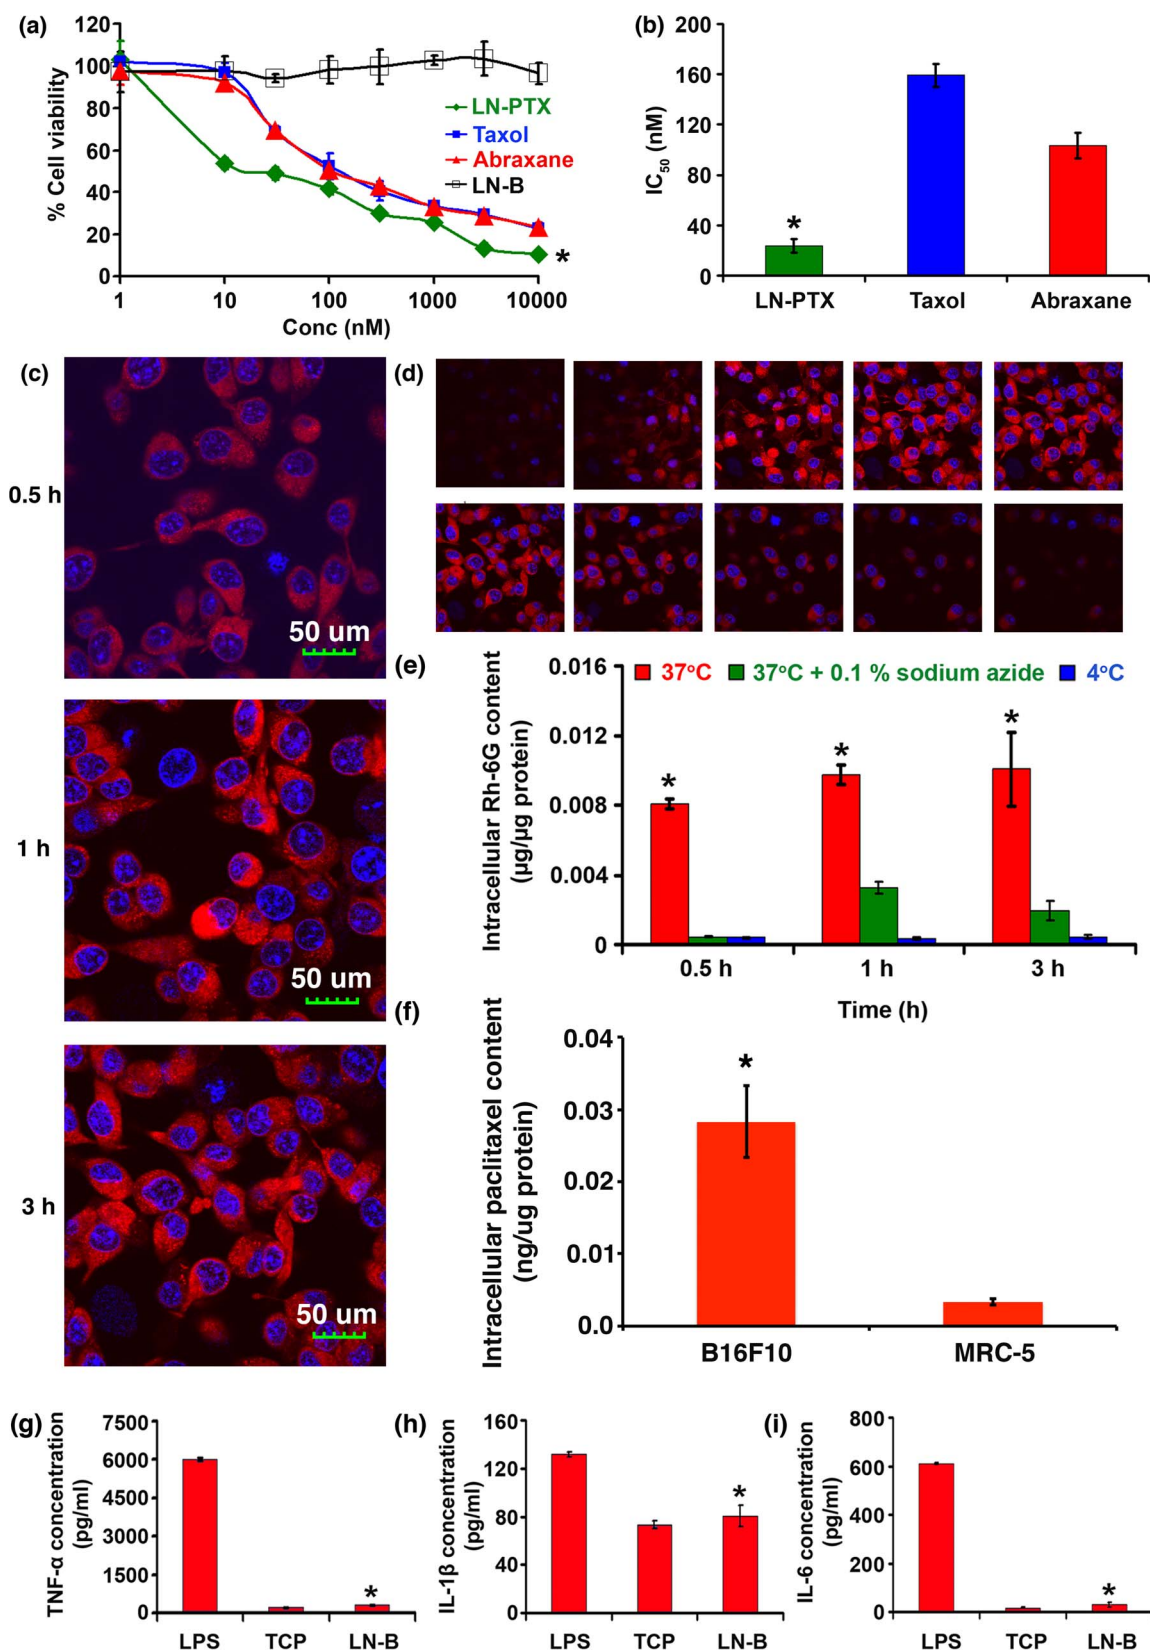 (a)
% Cell viability
120
100
80
60
40
20
0
1
10
100
1000
10000
Conc (nM)
LN-PTX
Taxol
Abraxane
LN-B
*
(b)
IC50 (nM)
200
160
120
80
40
0
*
LN-PTX
Taxol
Abraxane
(c)
0.5 h
50 um
1 h
50 um
3 h
50 um
(d)
(e)
Intracellular Rh-6G content
(µg/µg protein)
0.016
0.012
0.008
0.004
0
37°C
37°C + 0.1 % sodium azide
4°C
*
*
*
0.5 h
1 h
3 h
Time (h)
(f)
Intracellular paclitaxel content
(ng/ug protein)
0.04
0.03
0.02
0.01
0.0
*
B16F10
MRC-5
(g)
TNF-α concentration
(pg/ml)
7500
6000
4500
3000
1500
0
*
LPS
TCP
LN-B
(h)
IL-1β concentration
(pg/ml)
160
120
80
40
0
*
LPS
TCP
LN-B
(i)
IL-6 concentration
(pg/ml)
800
600
400
200
0
*
LPS
TCP
LN-B